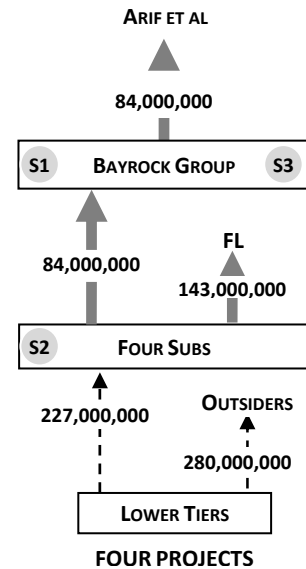 ARIF ET AL
84,000,000
S1 BAYROCK GROUP S3
FL
84,000,000
143,000,000
S2 FOUR SUBS
227,000,000
OUTSIDERS
280,000,000
LOWER TIERS
FOUR PROJECTS